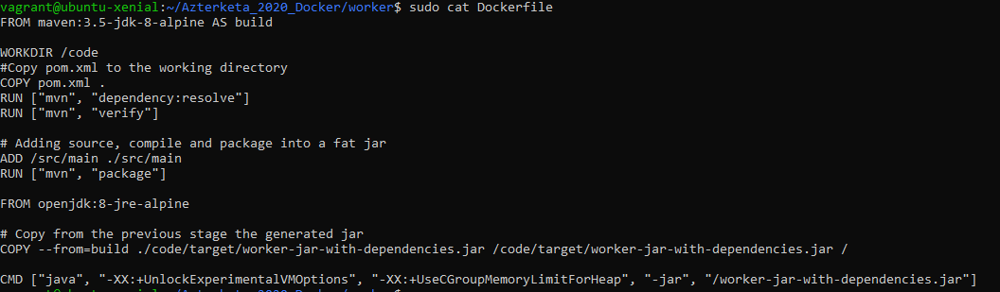 vagrant@ubuntu-xenial:~/Azterketa_2020_Docker/worker$ sudo cat Dockerfile
FROM maven:3.5-jdk-8-alpine AS build
WORKDIR /code
#Copy pom.xml to the working directory
COPY pom.xml .
RUN ["mvn", "dependency:resolve"]
RUN ["mvn", "verify"]
# Adding source, compile and package into a fat jar
ADD /src/main ./src/main
RUN ["mvn", "package"]
FROM openjdk:8-jre-alpine
# Copy from the previous stage the generated jar
COPY --from=build ./code/target/worker-jar-with-dependencies.jar /code/target/worker-jar-with-dependencies.jar /
CMD ["java", "-XX:+UnlockExperimentalVMOptions", "-XX:+UseCGroupMemoryLimitForHeap", "-jar", "/worker-jar-with-dependencies.jar"]